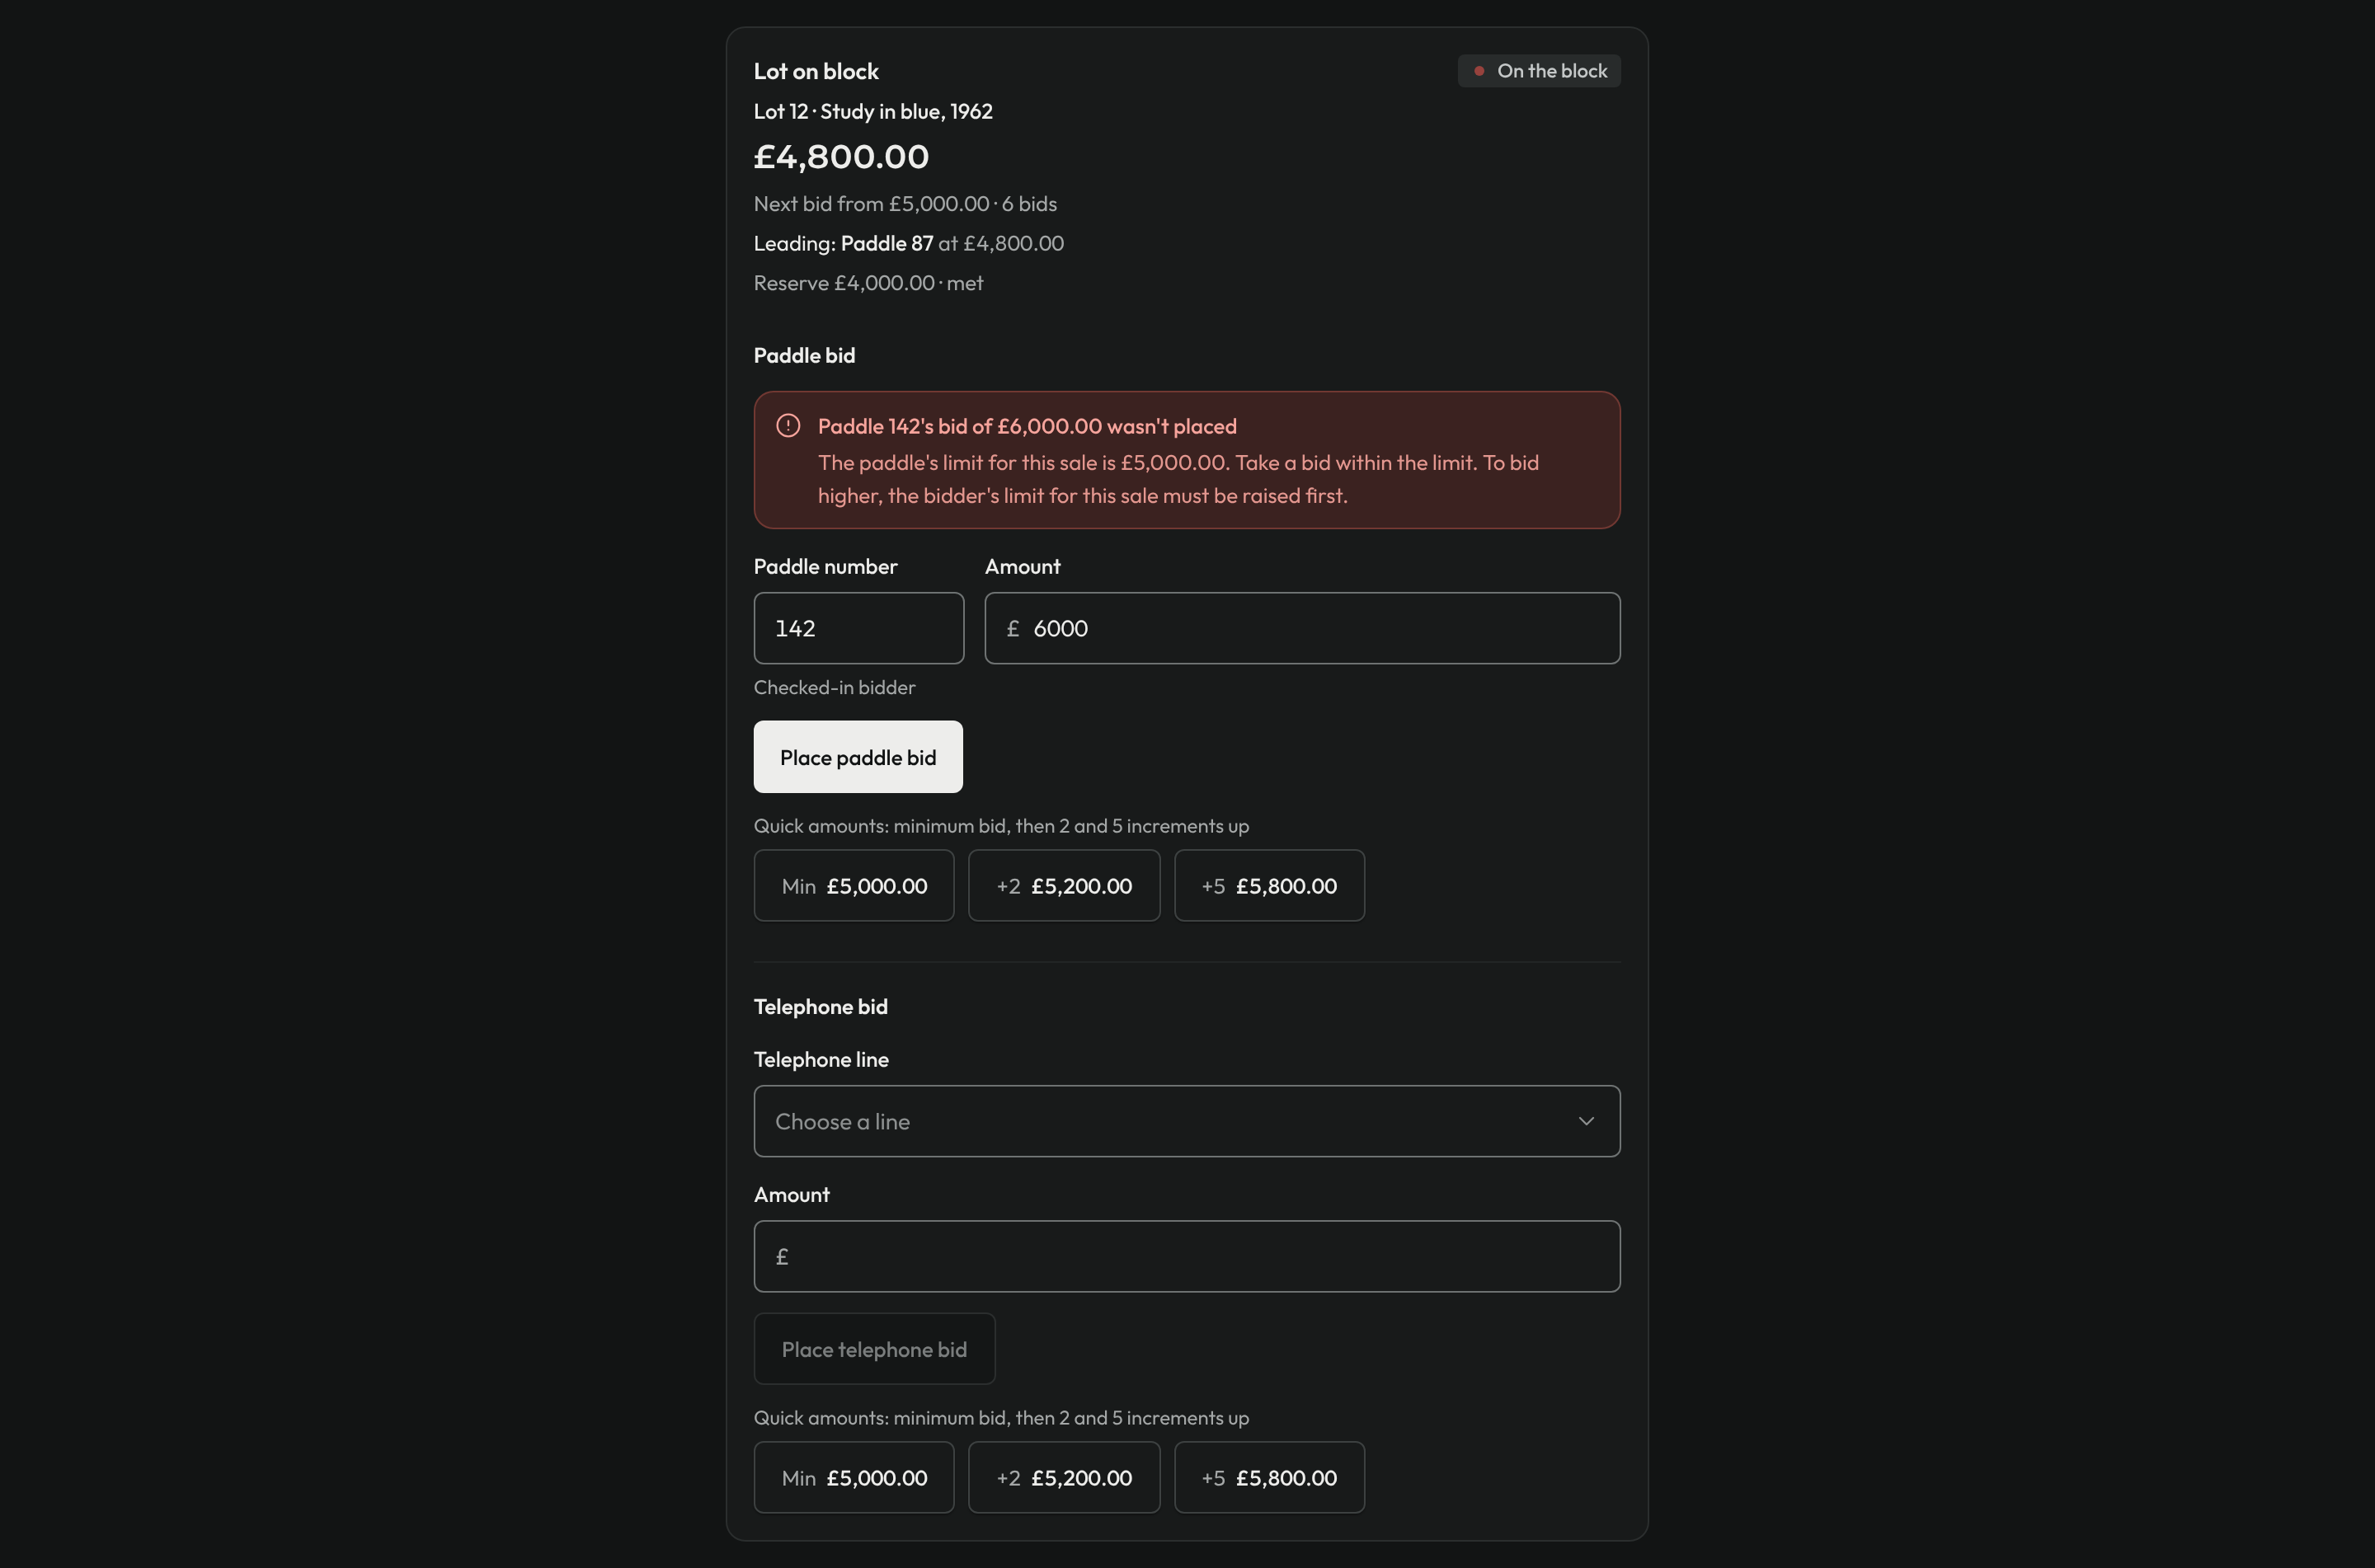 Lot on block
On the block
Lot 12 · Study in blue, 1962
£4,800.00
Next bid from £5,000.00 · 6 bids
Leading: Paddle 87 at £4,800.00
Reserve £4,000.00 · met
Paddle bid
Paddle 142's bid of £6,000.00 wasn't placed
The paddle's limit for this sale is £5,000.00. Take a bid within the limit. To bid
higher, the bidder's limit for this sale must be raised first.
Paddle number
Amount
142
£ 6000
Checked-in bidder
Place paddle bid
Quick amounts: minimum bid, then 2 and 5 increments up
Min £5,000.00
+2 £5,200.00
+5 £5,800.00
Telephone bid
Telephone line
Choose a line
Amount
£
Place telephone bid
Quick amounts: minimum bid, then 2 and 5 increments up
Min £5,000.00
+2 £5,200.00
+5 £5,800.00